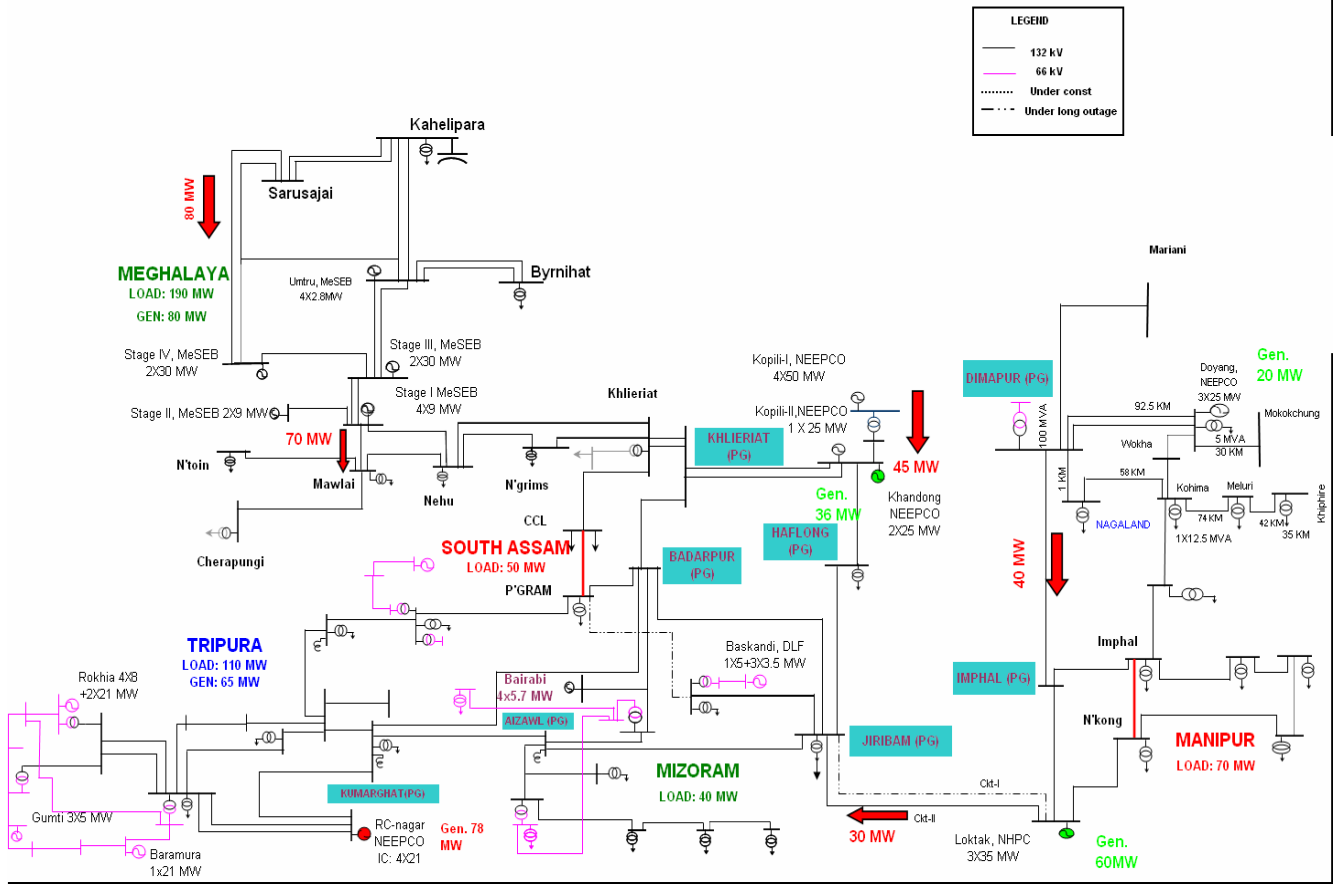 LEGEND
132 kV
66 kV
Under const
Under long outage
Kahelipara
Sarusajai
80 MW
MEGHALAYA
LOAD: 190 MW
GEN: 80 MW
Umtru, MeSEB
4X2.8MW
Byrnihat
Mariani
Stage IV, MeSEB
2X30 MW
Stage III, MeSEB
2X30 MW
Stage I MeSEB
4X9 MW
Stage II, MeSEB 2X9 MW
70 MW
N'toin
Mawlai
Nehu
N'grims
Cherapungi
Khlieriat
KHLIERIAT
(PG)
Kopili-I, NEEPCO
4X50 MW
Kopili-II,NEEPCO
1 X 25 MW
45 MW
Gen.
36 MW
Khandong
NEEPCO
2X25 MW
DIMAPUR (PG)
100 MVA
1 KM
Doyang,
NEEPCO
3X25 MW
Gen.
20 MW
92.5 KM
Mokokchung
5 MVA
30 KM
Wokha
58 KM
Kohima
Meluri
74 KM
42 KM
35 KM
Khiphire
1X12.5 MVA
NAGALAND
40 MW
CCL
SOUTH ASSAM
LOAD: 50 MW
P'GRAM
BADARPUR
(PG)
HAFLONG
(PG)
TRIPURA
LOAD: 110 MW
GEN: 65 MW
Rokhia 4X8
+2X21 MW
Baskandi, DLF
1X5+3X3.5 MW
Bairabi
4x5.7 MW
AIZAWL (PG)
JIRIBAM (PG)
IMPHAL (PG)
Imphal
N'kong
MANIPUR
LOAD: 70 MW
MIZORAM
LOAD: 40 MW
KUMARGHAT(PG)
Gumti 3X5 MW
Baramura
1x21 MW
RC-nagar
NEEPCO
IC: 4X21
Gen. 78
MW
Ckt-I
Ckt-II
30 MW
Loktak, NHPC
3X35 MW
Gen.
60MW